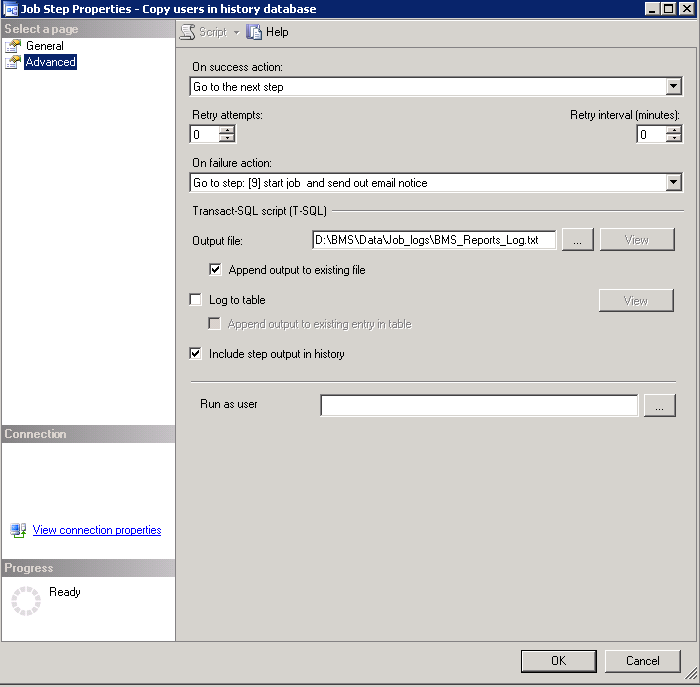 Job Step Properties - Copy users in history database
Select a page
General
Advanced
Script
Help
On success action:
Go to the next step
Retry attempts:
Retry interval (minutes):
0
0
On failure action:
Go to step: [9] start job  and send out email notice
Transact-SQL script (T-SQL)
Output file:
D:\BMS\Data\Job_logs\BMS_Reports_Log.txt
...
View
Append output to existing file
Log to table
View
Append output to existing entry in table
Include step output in history
Run as user
...
Connection
View connection properties
Progress
Ready
OK
Cancel